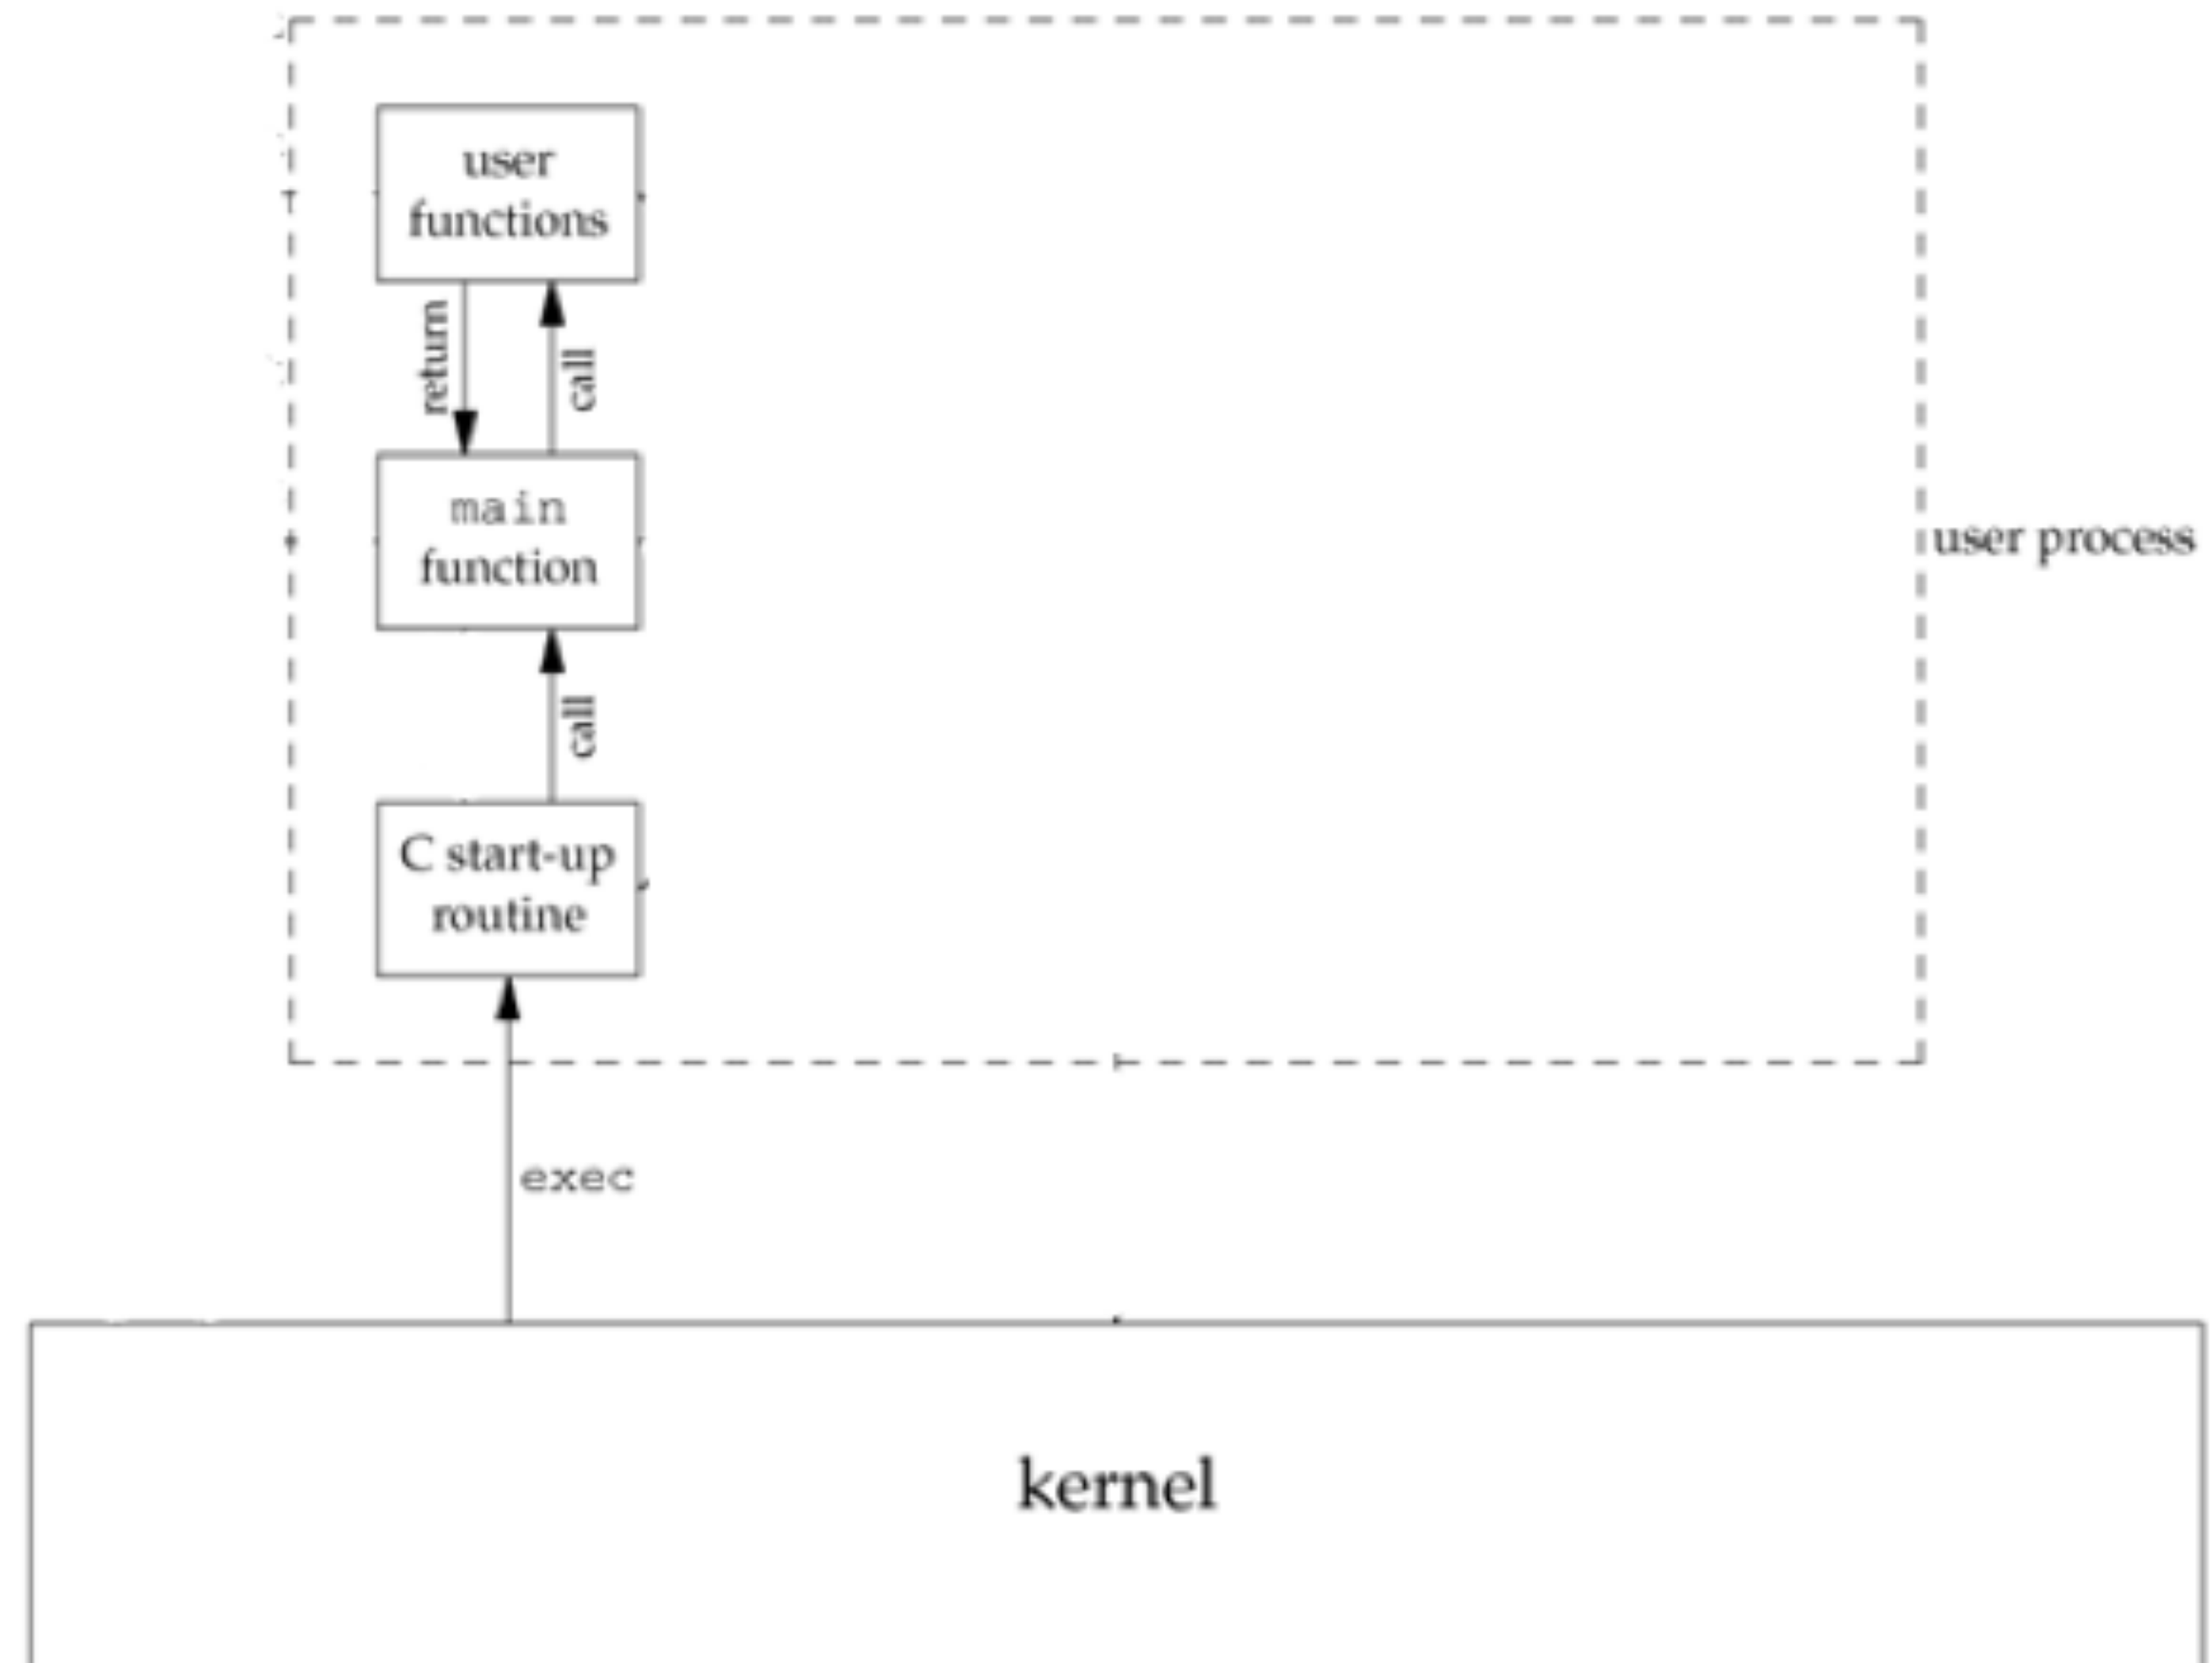 user
functions
return
call
main
function
user process
call
C start-up
routine
exec
kernel